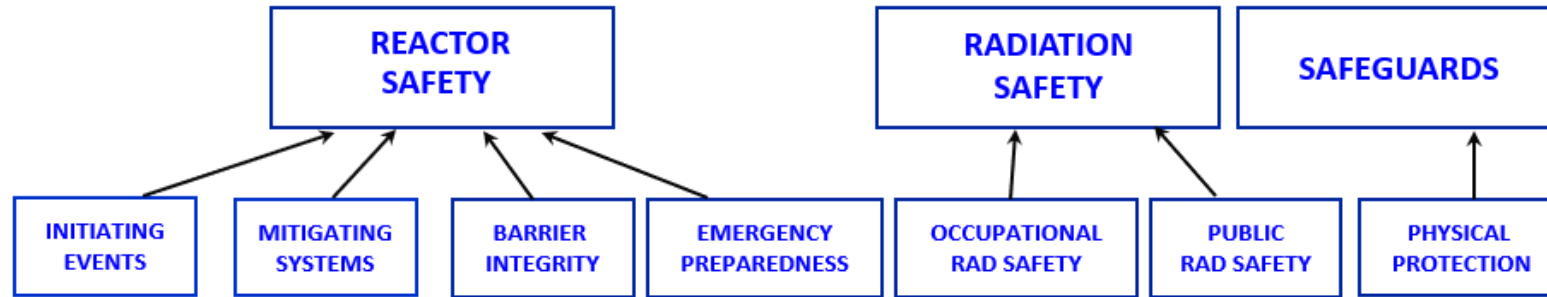 REACTOR
SAFETY
RADIATION
SAFETY
SAFEGUARDS
INITIATING
EVENTS
MITIGATING
SYSTEMS
BARRIER
INTEGRITY
EMERGENCY
PREPAREDNESS
OCCUPATIONAL
RAD SAFETY
PUBLIC
RAD SAFETY
PHYSICAL
PROTECTION